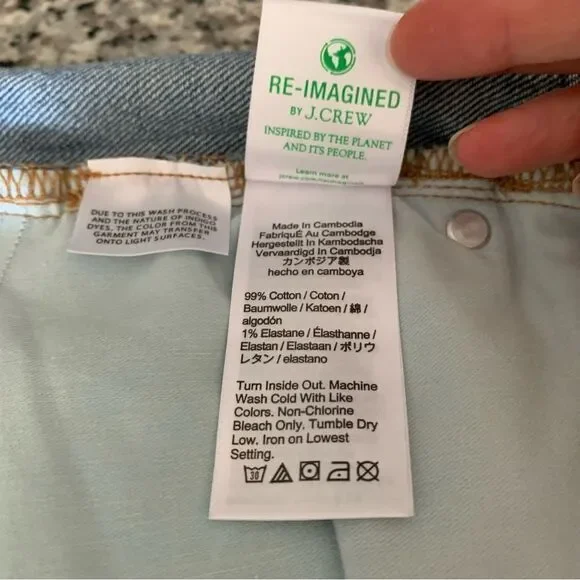 RE-IMAGINED
BY J.CREW
INSPIRED BY THE PLANET
AND ITS PEOPLE.
Learn more at
DUE TO THIS WASH PROCESS
AND THE NATURE OF INDIGO
DYES, THE COLOR FROM THIS
GARMENT MAY TRANSFER
ONTO LIGHT SURFACES.
Made In Cambodia
FabriquÉ Au Cambodge
Hergestellt In Kambodscha
Vervaardigd In Cambodja
カンボジア製
hecho en camboya
99% Cotton / Coton /
Baumwolle / Katoen / 綿 /
algodón
1% Elastane / Élasthanne /
Elastan / Elastaan / ポリウ
レタン / elastano
Turn Inside Out. Machine
Wash Cold With Like
Colors. Non-Chlorine
Bleach Only. Tumble Dry
Low. Iron on Lowest
Setting.
30